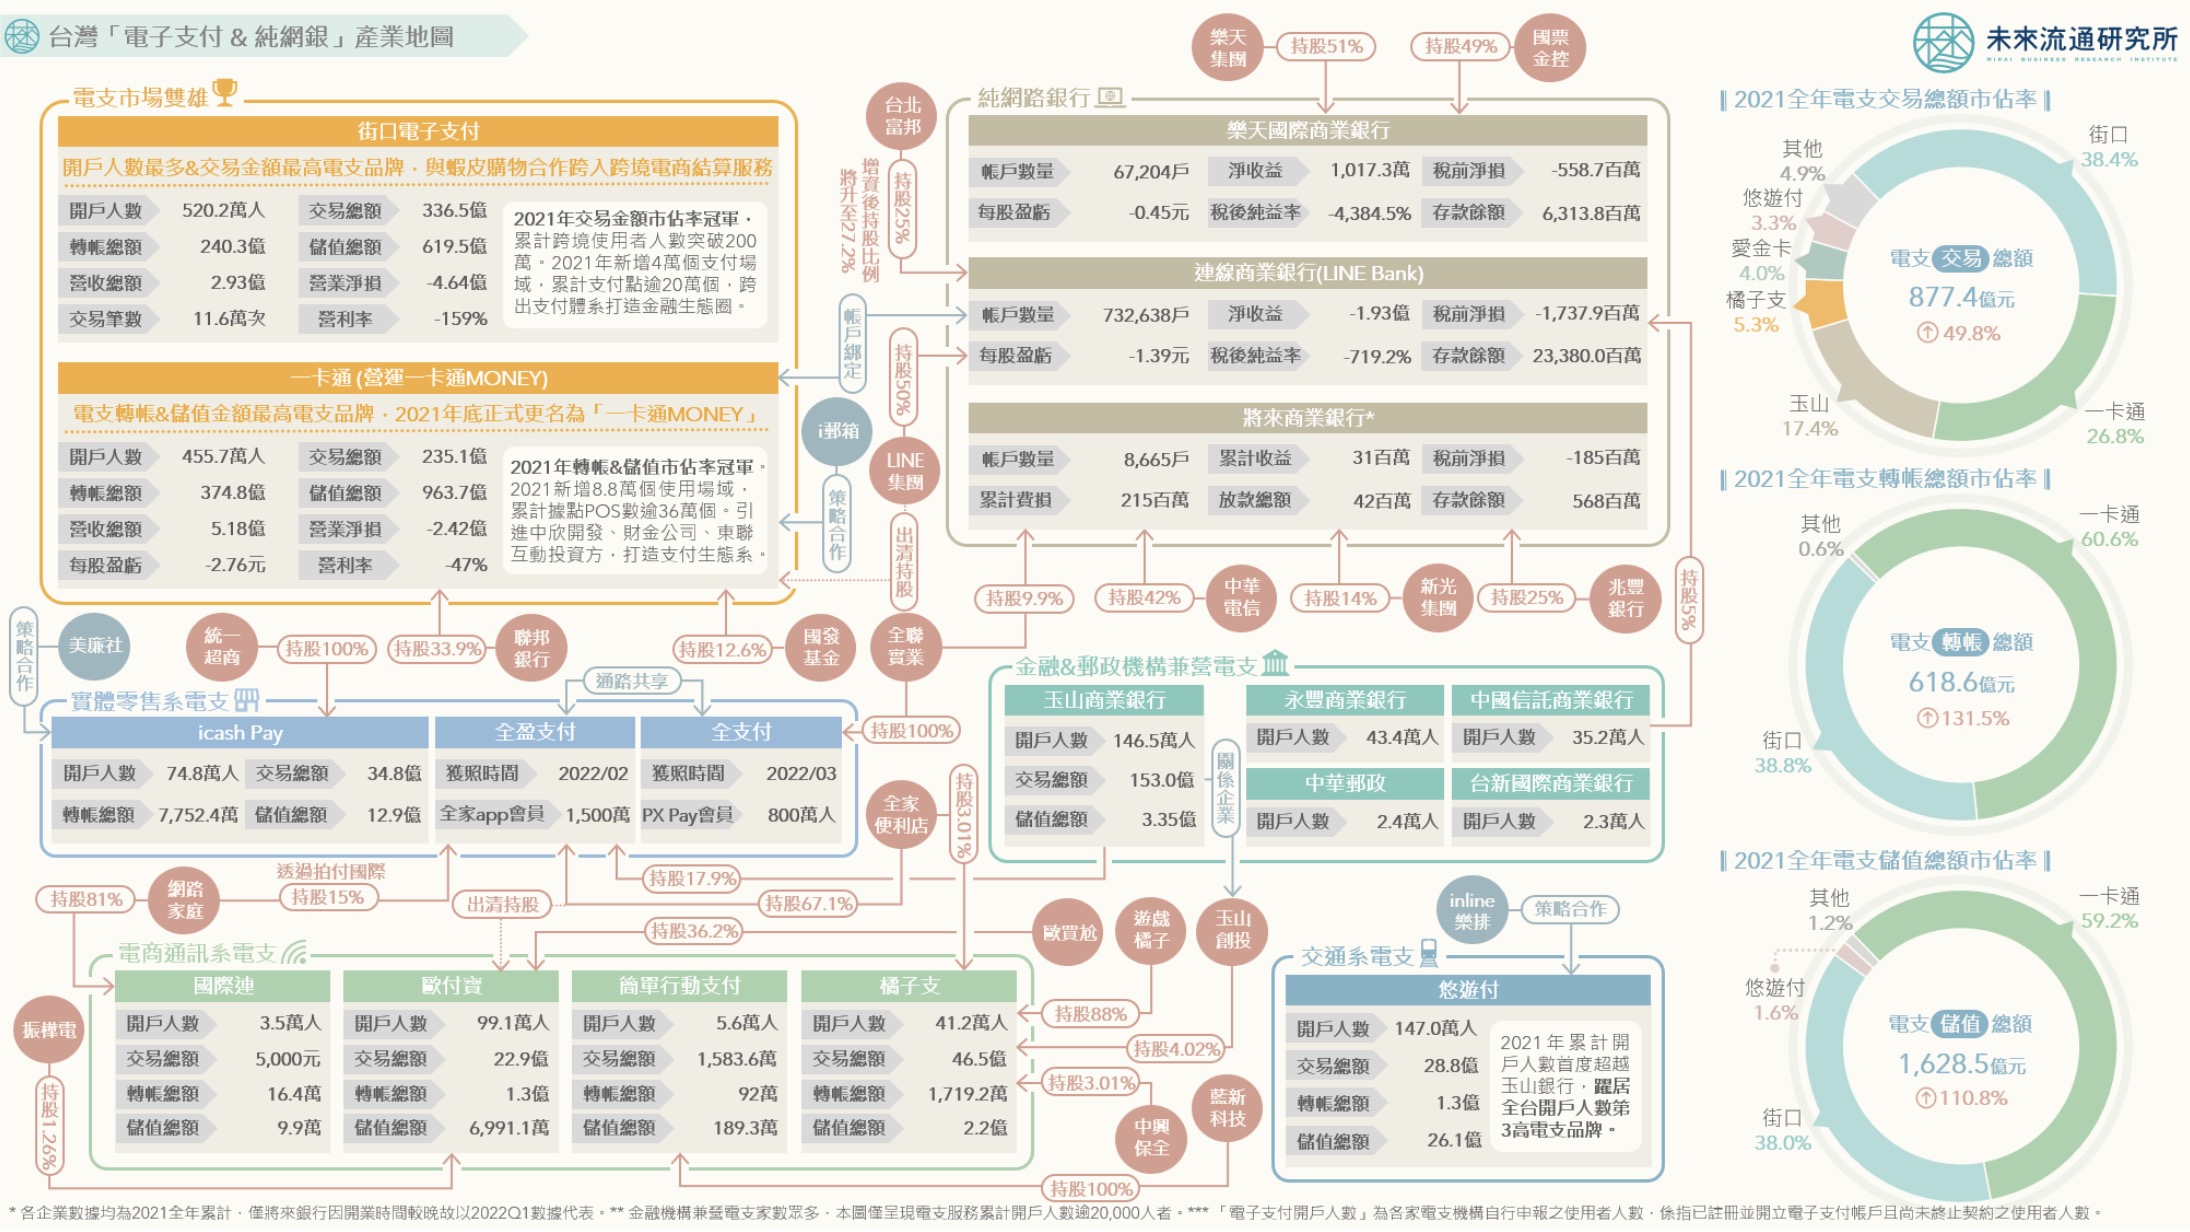 台灣「電子支付 & 純網銀」產業地圖
未來流通研究所
MIRAI BUSINESS RESEARCH INSTITUTE
電支市場雙雄
街口電子支付
開戶人數最多&交易金額最高電支品牌，與蝦皮購物合作跨入跨境電商結算服務
開戶人數 520.2萬人 交易總額 336.5億
轉帳總額 240.3億 儲值總額 619.5億
營收總額 2.93億 營業淨損 -4.64億
交易筆數 11.6萬次 營利率 -159%
2021年交易金額市佔率冠軍，
累計跨境使用者人數突破200
萬。2021年新增4萬個支付場
域，累計支付點逾20萬個，跨
出支付體系打造金融生態圈。
一卡通 (營運一卡通MONEY)
電支轉帳&儲值金額最高電支品牌，2021年底正式更名為「一卡通MONEY」
開戶人數 455.7萬人 交易總額 235.1億
轉帳總額 374.8億 儲值總額 963.7億
營收總額 5.18億 營業淨損 -2.42億
每股盈虧 -2.76元 營利率 -47%
2021年轉帳&儲值市佔率冠軍。
2021新增8.8萬個使用場域，
累計據點POS數逾36萬個。引
進中欣開發、財金公司、東聯
互動投資方，打造支付生態系。
台北
富邦
持股25%
增資後持股比例
將升至27.2%
帳戶綁定
i郵箱
策略合作
持股50%
LINE
集團
出清持股
樂天
集團
持股51%
持股49%
國票
金控
純網路銀行
樂天國際商業銀行
帳戶數量 67,204戶 淨收益 1,017.3萬 稅前淨損 -558.7百萬
每股盈虧 -0.45元 稅後純益率 -4,384.5% 存款餘額 6,313.8百萬
連線商業銀行(LINE Bank)
帳戶數量 732,638戶 淨收益 -1.93億 稅前淨損 -1,737.9百萬
每股盈虧 -1.39元 稅後純益率 -719.2% 存款餘額 23,380.0百萬
將來商業銀行*
帳戶數量 8,665戶 累計收益 31百萬 稅前淨損 -185百萬
累計費損 215百萬 放款總額 42百萬 存款餘額 568百萬
持股9.9%
持股42%
中華
電信
持股14%
新光
集團
持股25%
兆豐
銀行
持股5%
策略合作
美廉社
統一
超商
持股100%
持股33.9%
聯邦
銀行
持股12.6%
國發
基金
全聯
實業
持股100%
通路共享
實體零售系電支
icash Pay
開戶人數 74.8萬人 交易總額 34.8億
轉帳總額 7,752.4萬 儲值總額 12.9億
全盈支付
獲照時間 2022/02
全家app會員 1,500萬
全支付
獲照時間 2022/03
PX Pay會員 800萬人
金融&郵政機構兼營電支
玉山商業銀行
開戶人數 146.5萬人
交易總額 153.0億
儲值總額 3.35億
關係企業
永豐商業銀行
開戶人數 43.4萬人
中國信託商業銀行
開戶人數 35.2萬人
中華郵政
開戶人數 2.4萬人
台新國際商業銀行
開戶人數 2.3萬人
全家
便利店
持股3.01%
持股17.9%
持股67.1%
持股81%
網路
家庭
透過拍付國際
持股15%
出清持股
持股36.2%
歐買尬
遊戲
橘子
玉山
創投
電商通訊系電支
國際連
開戶人數 3.5萬人
交易總額 5,000元
轉帳總額 16.4萬
儲值總額 9.9萬
歐付寶
開戶人數 99.1萬人
交易總額 22.9億
轉帳總額 1.3億
儲值總額 6,991.1萬
簡單行動支付
開戶人數 5.6萬人
交易總額 1,583.6萬
轉帳總額 92萬
儲值總額 189.3萬
橘子支
開戶人數 41.2萬人
交易總額 46.5億
轉帳總額 1,719.2萬
儲值總額 2.2億
振樺電
持股1.26%
持股88%
持股4.02%
持股3.01%
中興
保全
藍新
科技
持股100%
inline
樂排
策略合作
交通系電支
悠遊付
開戶人數 147.0萬人
交易總額 28.8億
轉帳總額 1.3億
儲值總額 26.1億
2021年累計開
戶人數首度超越
玉山銀行，躍居
全台開戶人數第
3高電支品牌。
2021全年電支交易總額市佔率
街口
38.4%
其他
4.9%
悠遊付
3.3%
愛金卡
4.0%
橘子支
5.3%
玉山
17.4%
一卡通
26.8%
電支 交易 總額
877.4億元
49.8%
2021全年電支轉帳總額市佔率
一卡通
60.6%
其他
0.6%
街口
38.8%
電支 轉帳 總額
618.6億元
131.5%
2021全年電支儲值總額市佔率
一卡通
59.2%
其他
1.2%
悠遊付
1.6%
街口
38.0%
電支 儲值 總額
1,628.5億元
110.8%
* 各企業數據均為2021全年累計，僅將來銀行因開業時間較晚故以2022Q1數據代表。** 金融機構兼營電支家數眾多，本圖僅呈現電支服務累計開戶人數逾20,000人者。*** 「電子支付開戶人數」為各家電支機構自行申報之使用者人數，係指已註冊並開立電子支付帳戶且尚未終止契約之使用者人數。